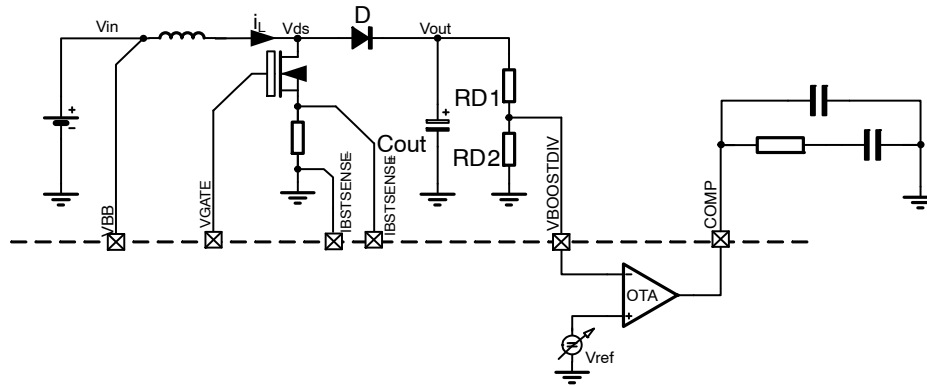 Vin
iL
Vds
D
Vout
RD1
Cout
RD2
VBB
VGATE
IBSTSENSE-
IBSTSENSE+
VBOOSTDIV
COMP
OTA
Vref